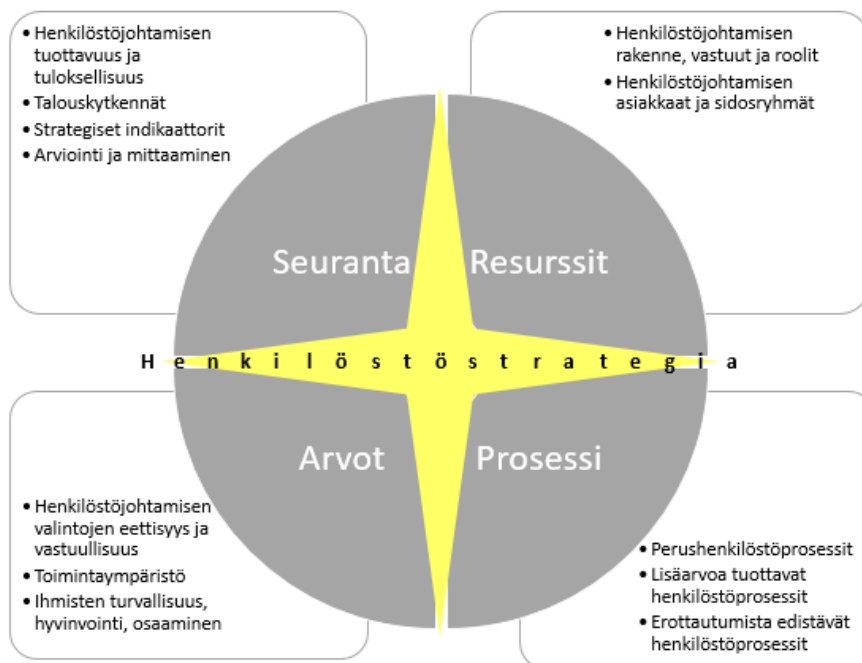 • Henkilöstöjohtamisen
tuottavuus ja
tuloksellisuus
• Talouskytkennät
• Strategiset indikaattorit
• Arviointi ja mittaaminen
• Henkilöstöjohtamisen
rakenne, vastuut ja roolit
• Henkilöstöjohtamisen
asiakkaat ja sidosryhmät
Seuranta
Resurssit
Henkilöstöstrategia
Arvot
Prosessi
• Henkilöstöjohtamisen
valintojen eettisyys ja
vastuullisuus
• Toimintaympäristö
• Ihmisten turvallisuus,
hyvinvointi, osaaminen
• Perushenkilöstöprosessit
• Lisäarvoa tuottavat
henkilöstöprosessit
• Erottautumista edistävät
henkilöstöprosessit